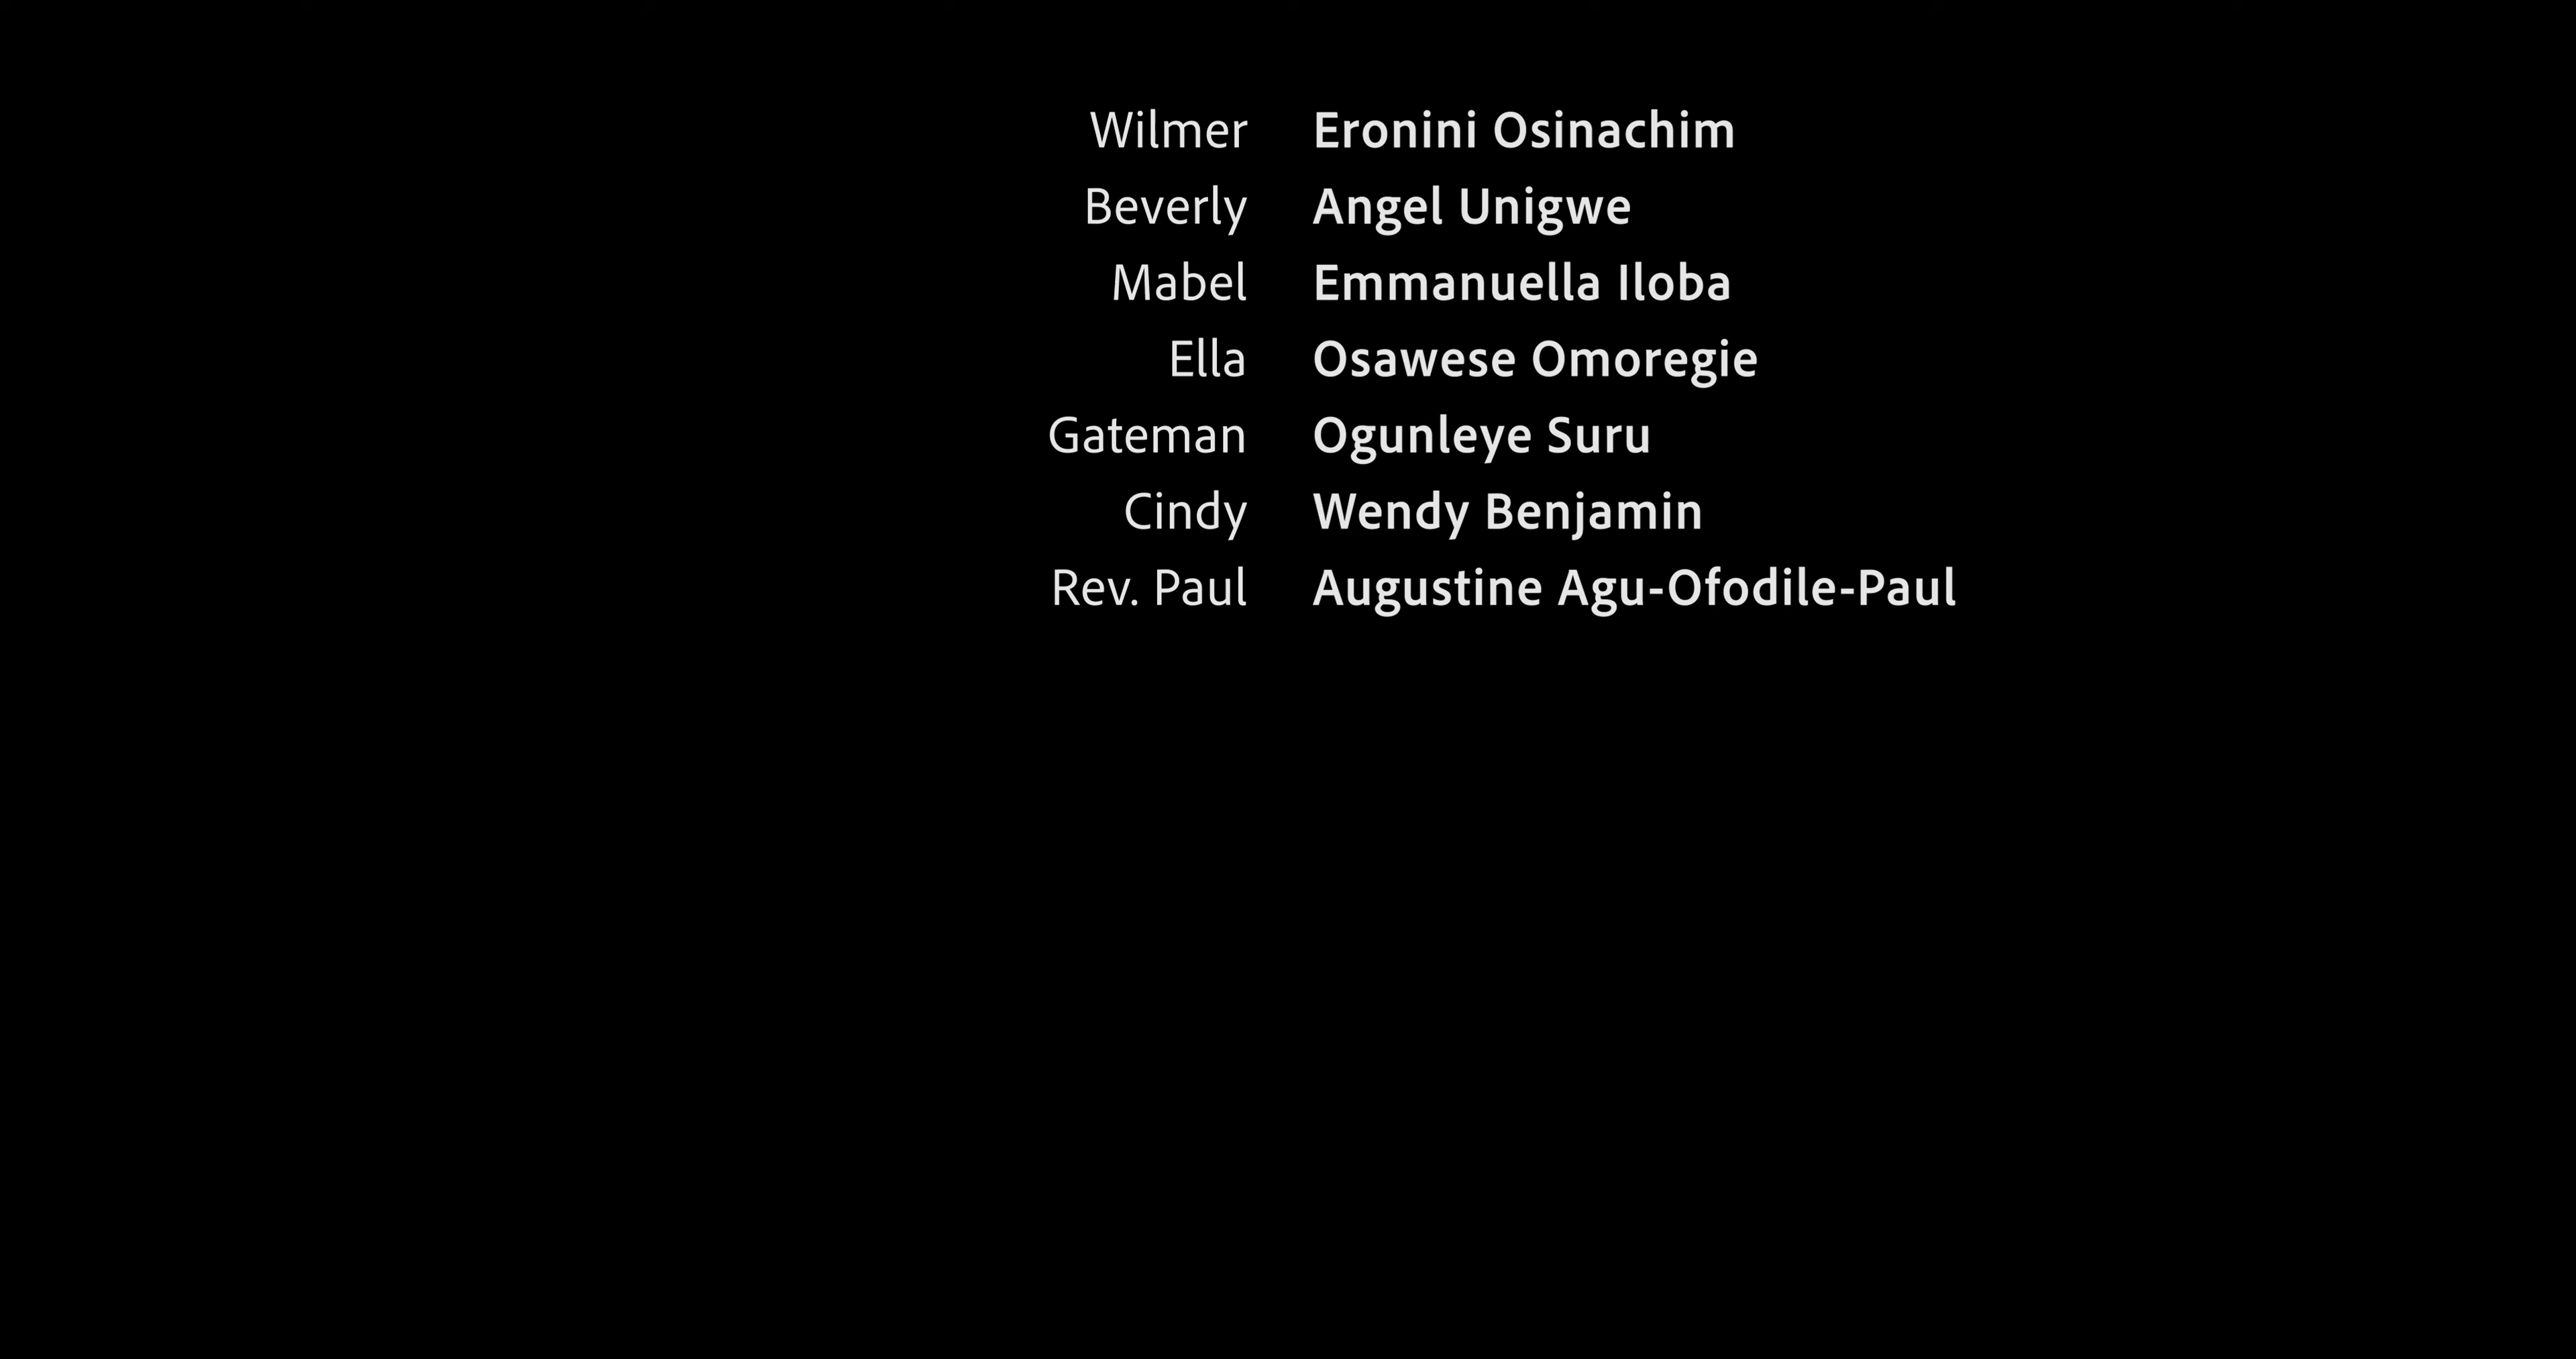 Wilmer Eronini Osinachim
Beverly Angel Unigwe
Mabel Emmanuella Iloba
Ella Osawese Omoregie
Gateman Ogunleye Suru
Cindy Wendy Benjamin
Rev. Paul Augustine Agu-Ofodile-Paul